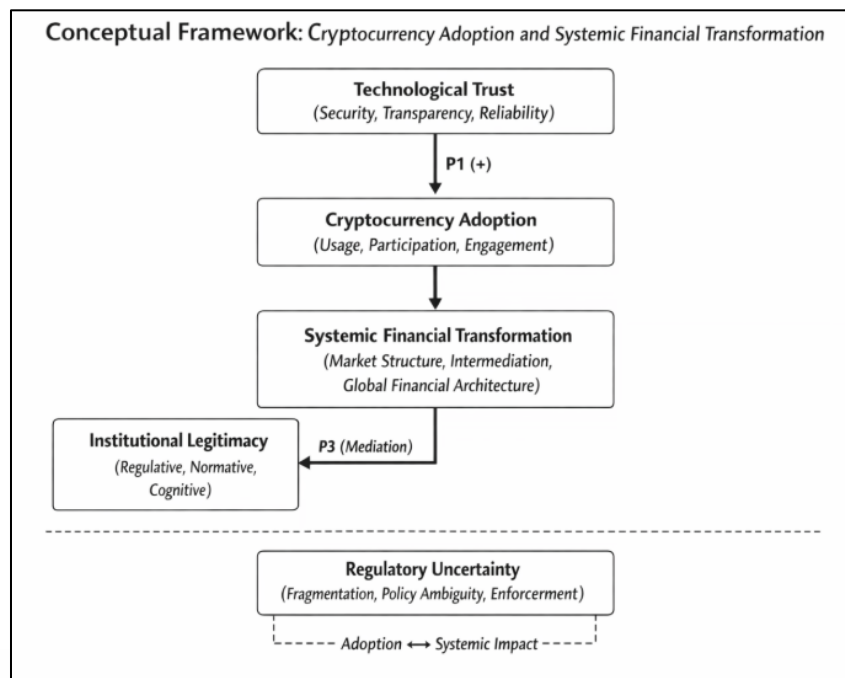 Conceptual Framework: Cryptocurrency Adoption and Systemic Financial Transformation
Technological Trust
(Security, Transparency, Reliability)
P1 (+)
Cryptocurrency Adoption
(Usage, Participation, Engagement)
Systemic Financial Transformation
(Market Structure, Intermediation,
Global Financial Architecture)
Institutional Legitimacy
(Regulative, Normative,
Cognitive)
P3 (Mediation)
Regulatory Uncertainty
(Fragmentation, Policy Ambiguity, Enforcerment)
Adoption ↔ Systemic Impact